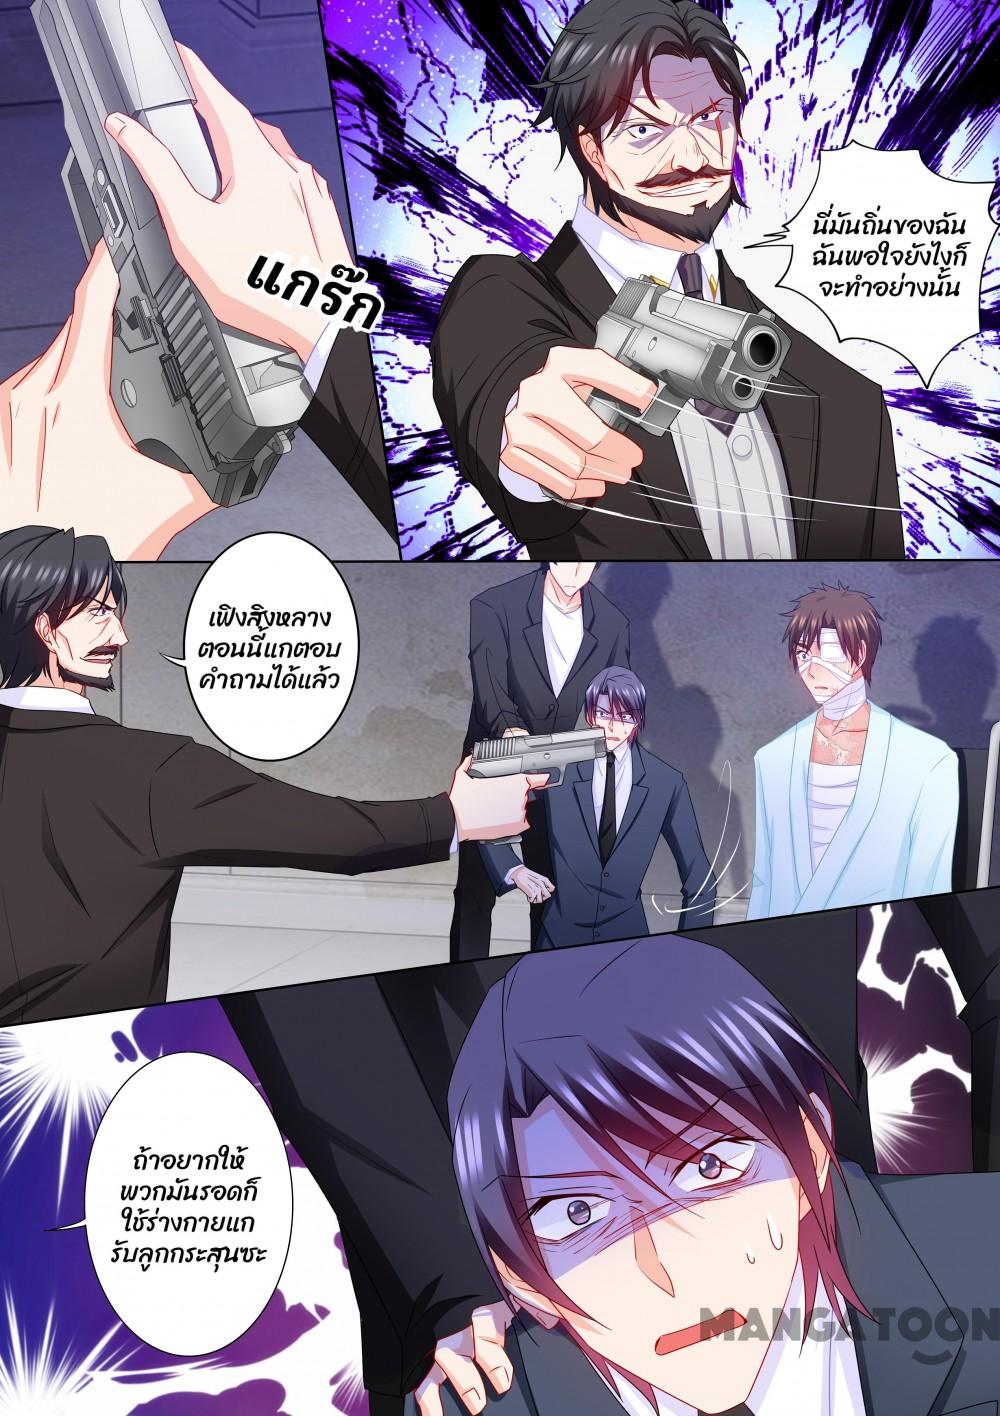 แกร๊ก
นี่มันถิ่นของฉัน
ฉันพอใจยังไงก็
จะทำอย่างนั้น
เฟิงสิงหลาง
ตอนนี้แกตอบ
คำถามได้แล้ว
ถ้าอยากให้
พวกมันรอดก็
ใช้ร่างกายแก
รับลูกกระสุนซะ
MANGATOON